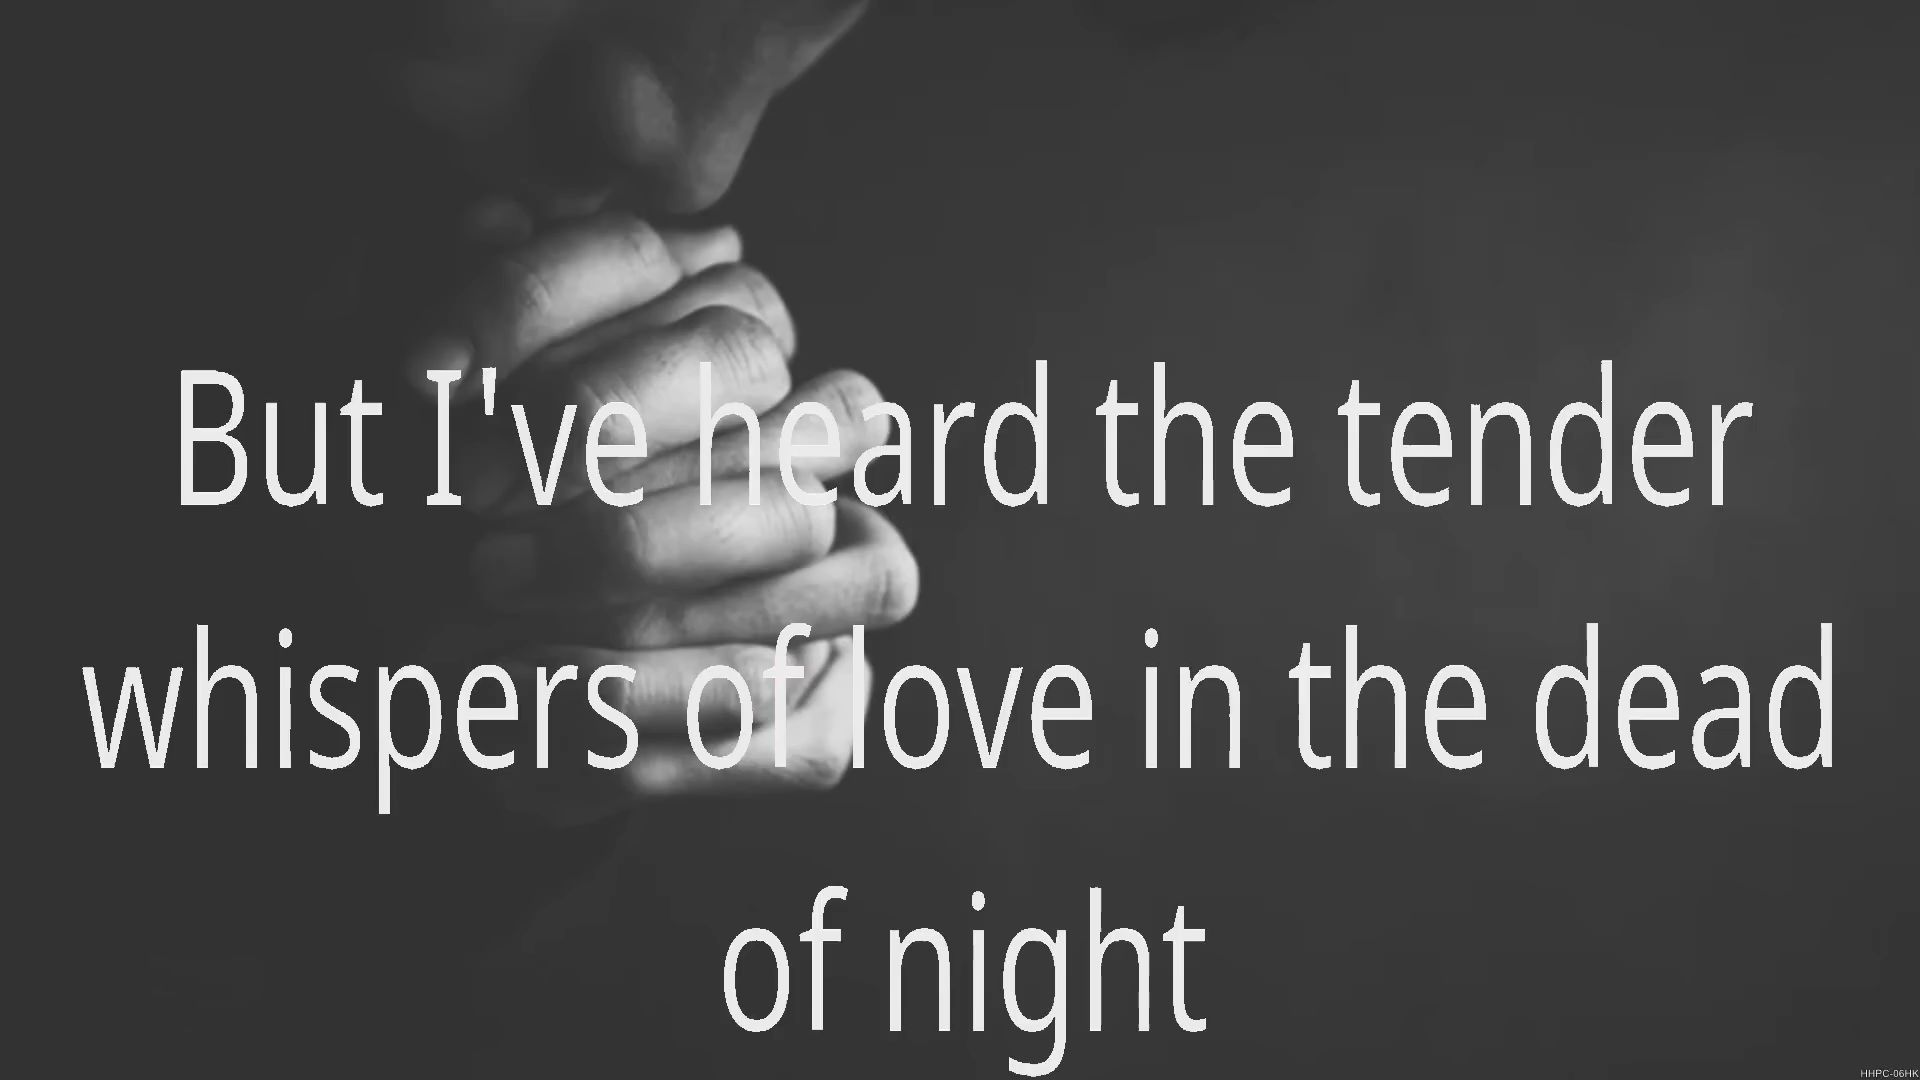 But I've heard the tender
whispers of love in the dead
of night
HHPC-06HK